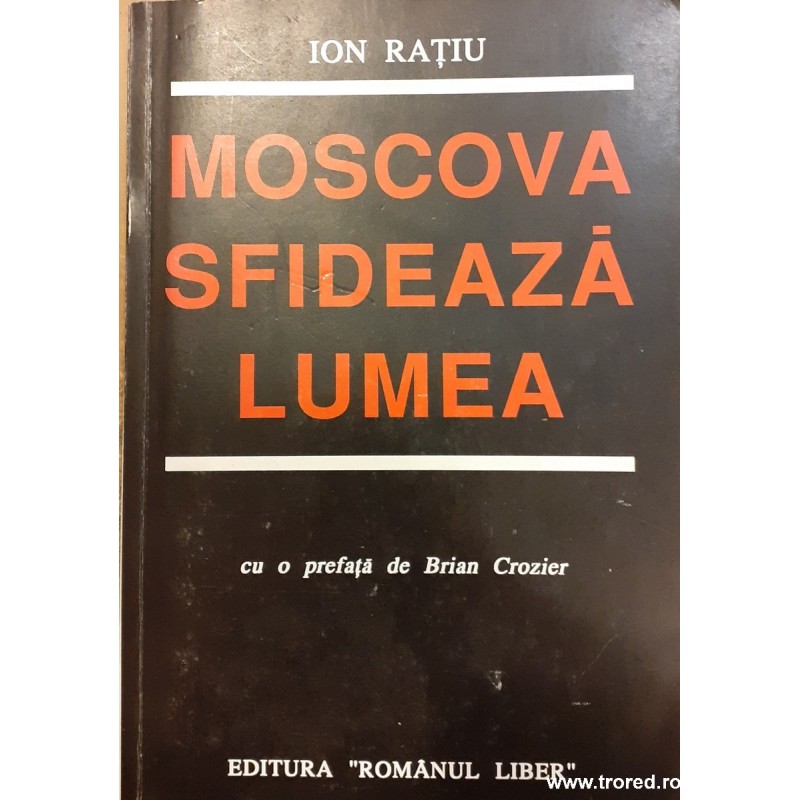 ION RAȚIU
MOSCOVA
SFIDEAZĂ
LUMEA
cu o prefață de Brian Crozier
EDITURA "ROMÂNUL LIBER"
www.trored.ro